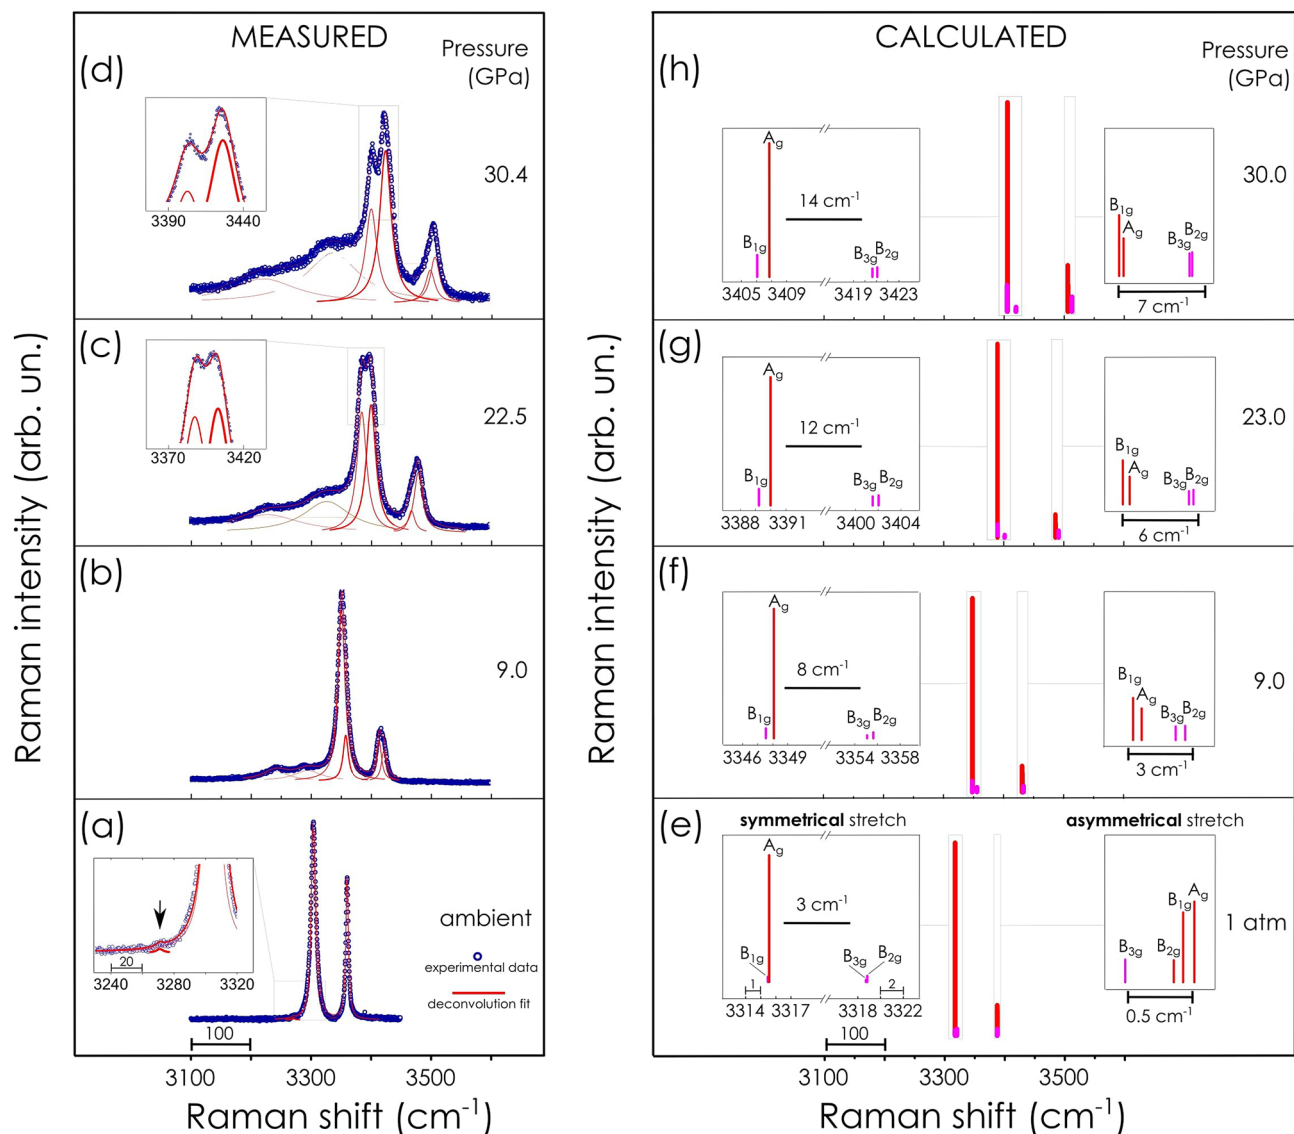 MEASURED
(d)
Pressure
(GPa)
3390 3440
30.4
(c)
3370 3420
22.5
(b)
9.0
(a)
20
3240 3280 3320
ambient
experimental data
deconvolution fit
100
3100 3300 3500
Raman shift (cm⁻¹)
Raman intensity (arb. un.)
CALCULATED
(h)
Pressure
(GPa)
Ag
14 cm⁻¹
B1g
B3g B2g
3405 3409 3419 3423
B1g
Ag
B3g B2g
7 cm⁻¹
30.0
(g)
Ag
12 cm⁻¹
B1g
B3g B2g
3388 3391 3400 3404
B1g
Ag
B3g B2g
6 cm⁻¹
23.0
(f)
Ag
8 cm⁻¹
B1g
B3g B2g
3346 3349 3354 3358
B1g
Ag
B3g B2g
3 cm⁻¹
9.0
(e)
symmetrical stretch
asymmetrical stretch
Ag
3 cm⁻¹
B1g
B3g B2g
1
2
3314 3317 3318 3322
Ag
B1g
B3g B2g
0.5 cm⁻¹
1 atm
100
3100 3300 3500
Raman shift (cm⁻¹)
Raman intensity (arb. un.)